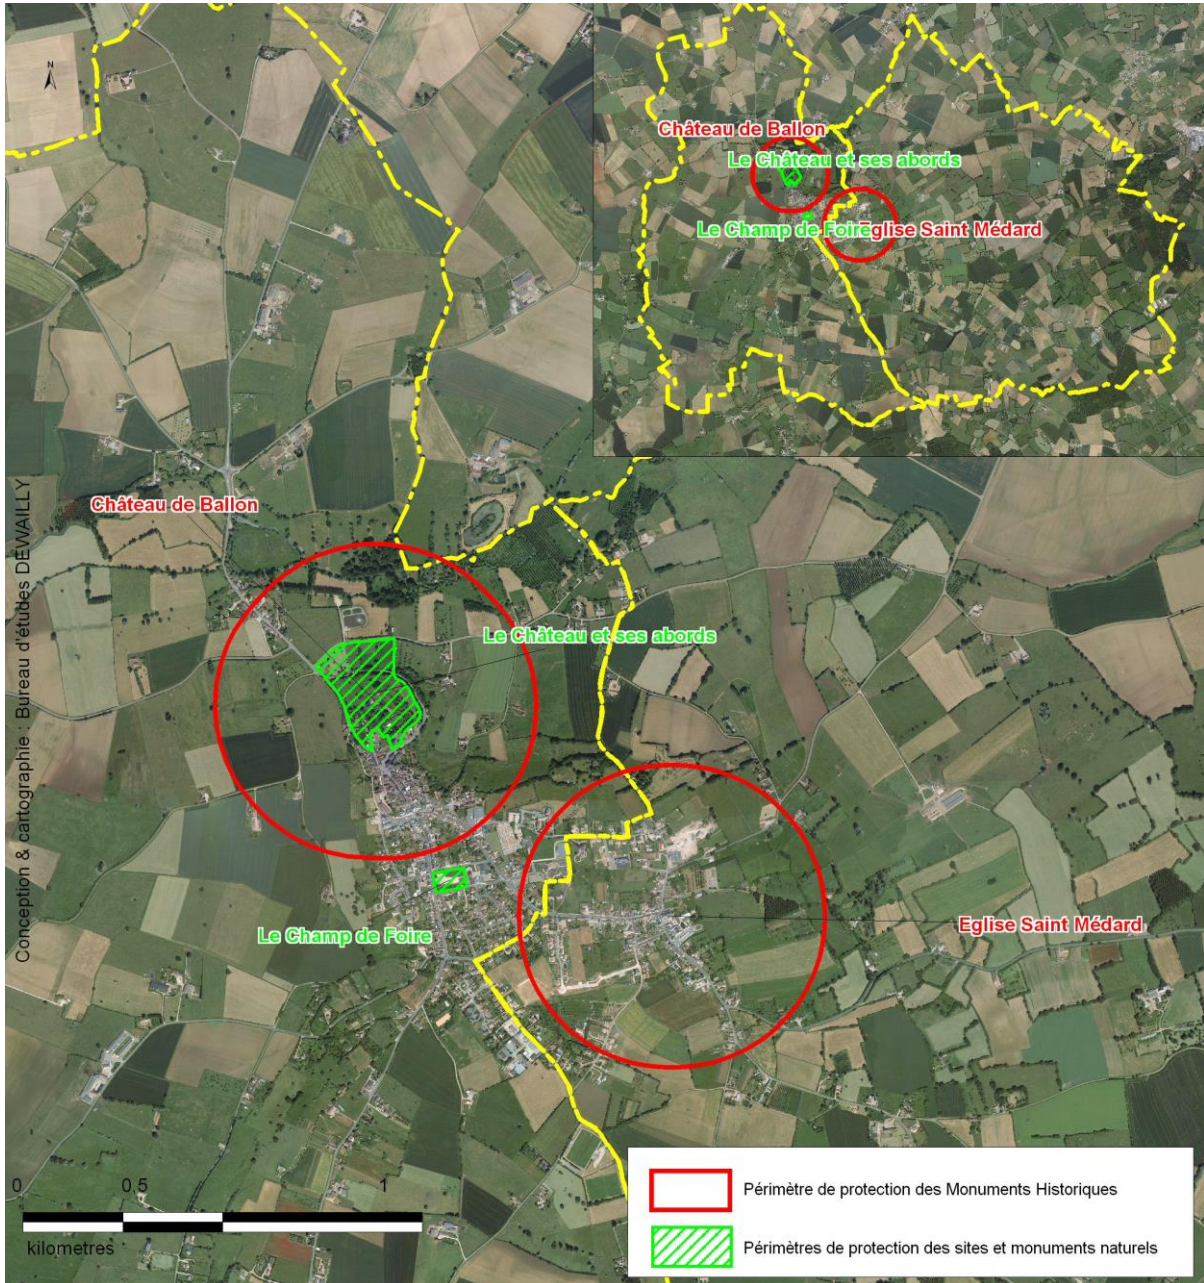 N
Château de Ballon
Le Château et ses abords
Le Champ de Foire
Eglise Saint Médard
Château de Ballon
Le Château et ses abords
Le Champ de Foire
Eglise Saint Médard
Conception & cartographie : Bureau d'études DEWAILLY
0 0.5 1
kilometres
Périmètre de protection des Monuments Historiques
Périmètres de protection des sites et monuments naturels